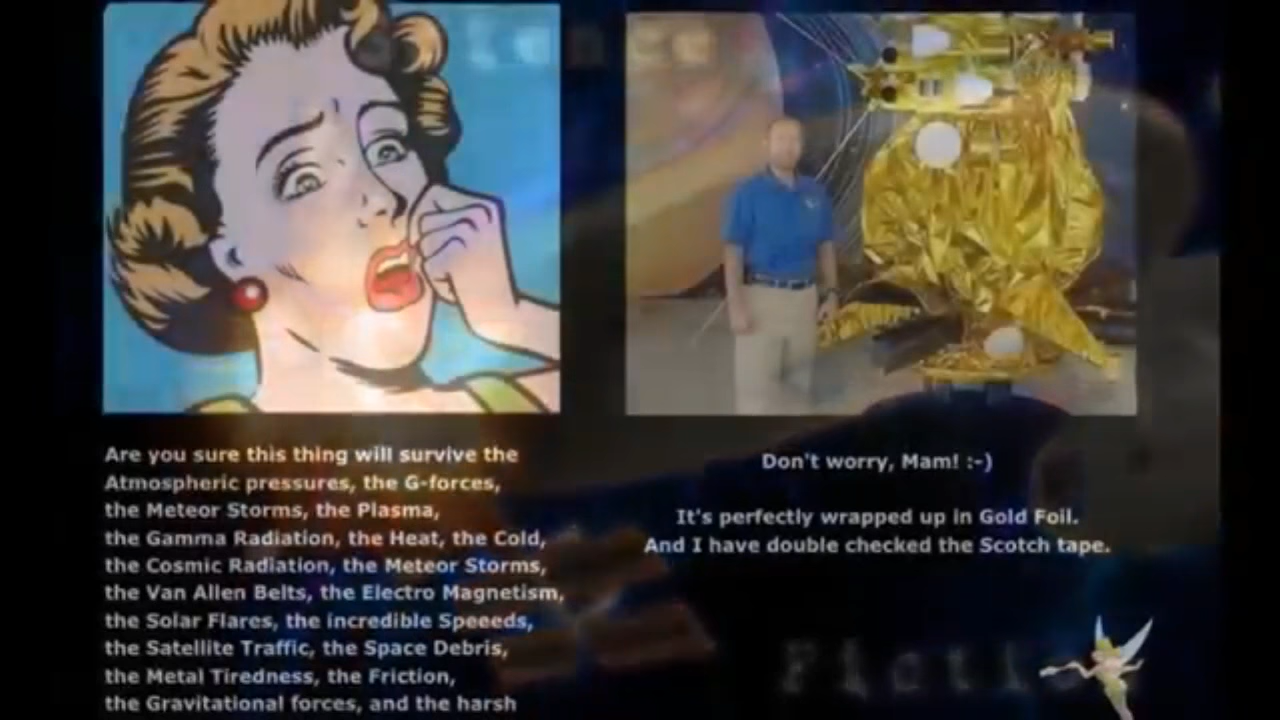 Are you sure this thing will survive the
Atmospheric pressures, the G-forces,
the Meteor Storms, the Plasma,
the Gamma Radiation, the Heat, the Cold,
the Cosmic Radiation, the Meteor Storms,
the Van Allen Belts, the Electro Magnetism,
the Solar Flares, the incredible Speeeds,
the Satellite Traffic, the Space Debris,
the Metal Tiredness, the Friction,
the Gravitational forces, and the harsh
Don't worry, Mam! :-)
It's perfectly wrapped up in Gold Foil.
And I have double checked the Scotch tape.